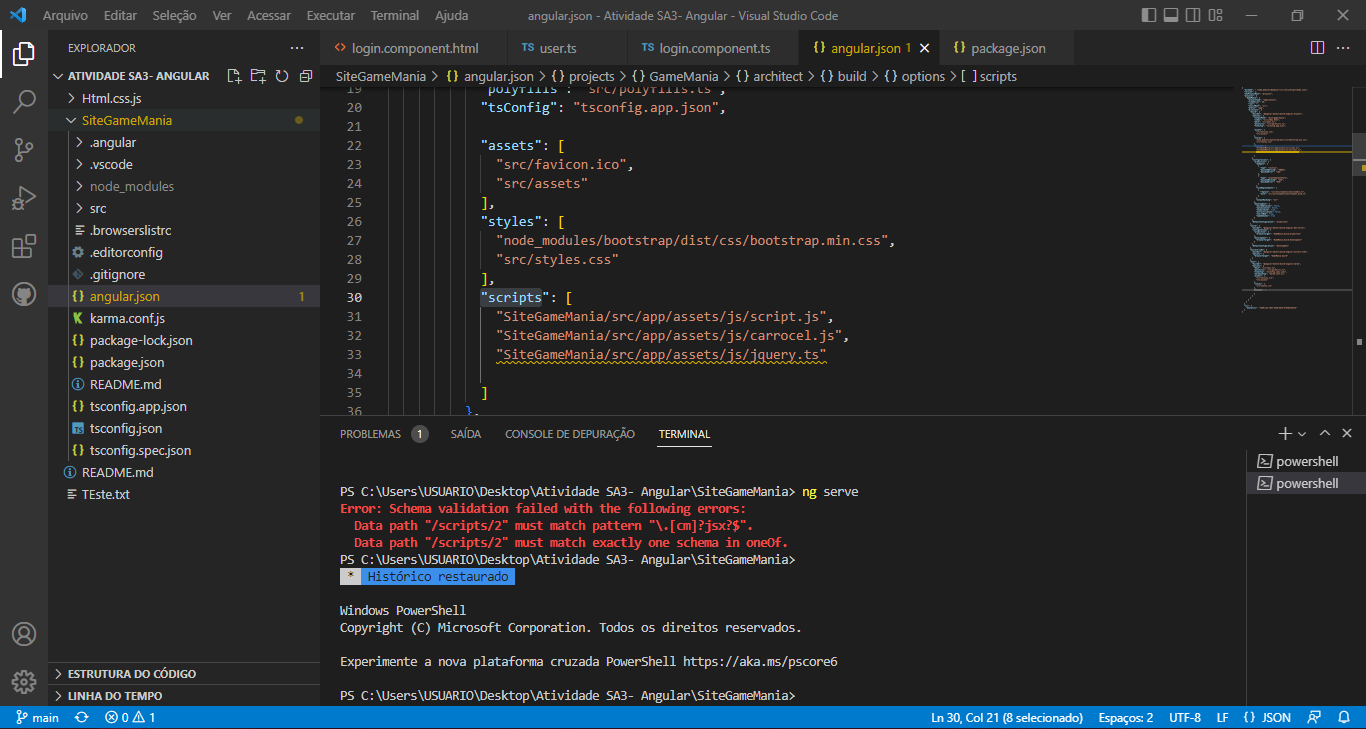 Arquivo Editar Seleção Ver Acessar Executar Terminal Ajuda angular.json - Atividade SA3- Angular - Visual Studio Code
EXPLORADOR
ATIVIDADE SA3- ANGULAR
Html.css.js
SiteGameMania
.angular
.vscode
node_modules
src
.browserslistrc
.editorconfig
.gitignore
angular.json 1
karma.conf.js
package-lock.json
package.json
README.md
tsconfig.app.json
tsconfig.json
tsconfig.spec.json
README.md
TEste.txt
ESTRUTURA DO CÓDIGO
LINHA DO TEMPO
<> login.component.html TS user.ts TS login.component.ts {} angular.json 1 {} package.json
SiteGameMania > {} angular.json > {} projects > {} GameMania > {} architect > {} build > {} options > [ ] scripts
19 "polyfills": "src/polyfills.ts",
20 "tsConfig": "tsconfig.app.json",
21
22 "assets": [
23 "src/favicon.ico",
24 "src/assets"
25 ],
26 "styles": [
27 "node_modules/bootstrap/dist/css/bootstrap.min.css",
28 "src/styles.css"
29 ],
30 "scripts": [
31 "SiteGameMania/src/app/assets/js/script.js",
32 "SiteGameMania/src/app/assets/js/carrocel.js",
33 "SiteGameMania/src/app/assets/js/jquery.ts"
34
35 ]
36 },
PROBLEMAS 1 SAÍDA CONSOLE DE DEPURAÇÃO TERMINAL
powershell
powershell
PS C:\Users\USUARIO\Desktop\Atividade SA3- Angular\SiteGameMania> ng serve
Error: Schema validation failed with the following errors:
Data path "/scripts/2" must match pattern "\.[cm]?jsx?$".
Data path "/scripts/2" must match exactly one schema in oneOf.
PS C:\Users\USUARIO\Desktop\Atividade SA3- Angular\SiteGameMania>
* Histórico restaurado
Windows PowerShell
Copyright (C) Microsoft Corporation. Todos os direitos reservados.
Experimente a nova plataforma cruzada PowerShell https://aka.ms/pscore6
PS C:\Users\USUARIO\Desktop\Atividade SA3- Angular\SiteGameMania>
main 0 1 Ln 30, Col 21 (8 selecionado) Espaços: 2 UTF-8 LF {} JSON